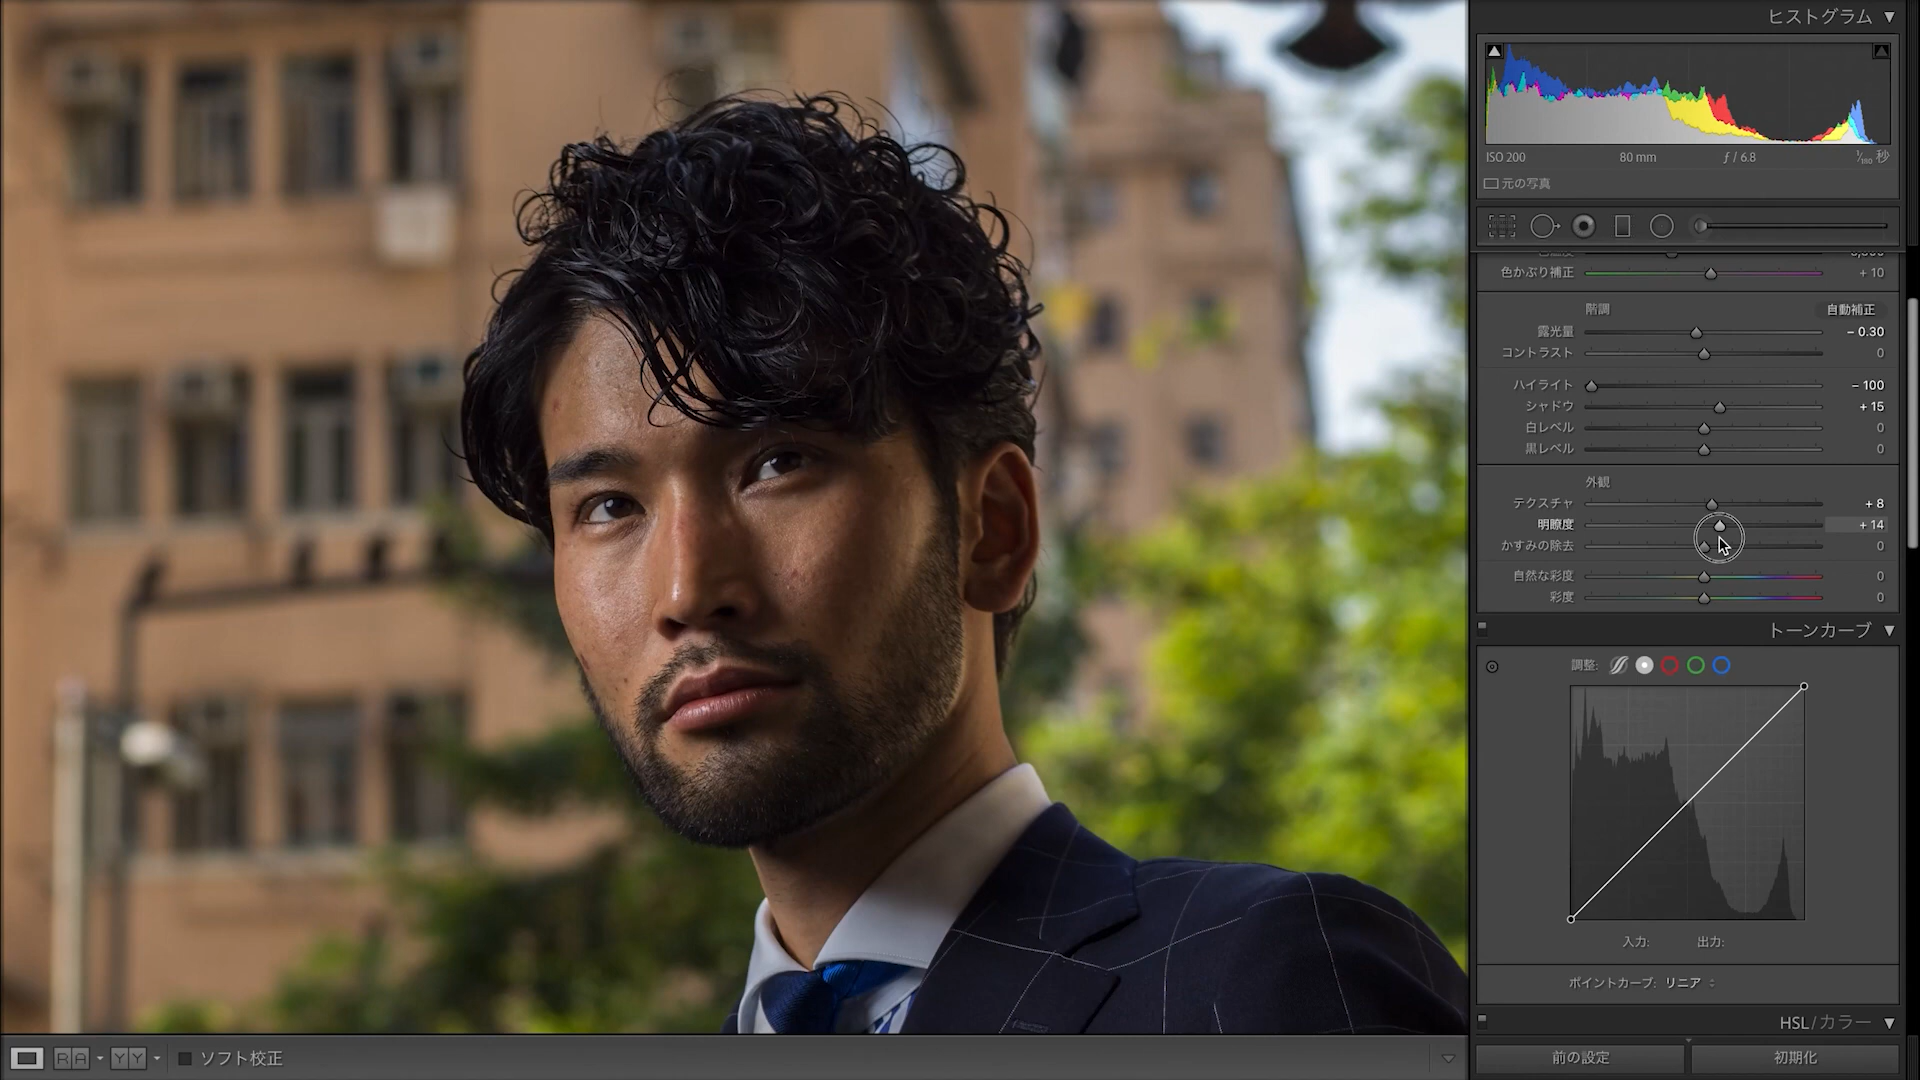 ヒストグラム
ISO 200 80 mm ƒ / 6.8 1/180 秒
元の写真
色かぶり補正 + 10
階調 自動補正
露光量 − 0.30
コントラスト 0
ハイライト − 100
シャドウ + 15
白レベル 0
黒レベル 0
外観
テクスチャ + 8
明瞭度 + 14
かすみの除去 0
自然な彩度 0
彩度 0
トーンカーブ
調整:
入力: 出力:
ポイントカーブ: リニア
HSL / カラー
R A Y Y ソフト校正 前の設定 初期化